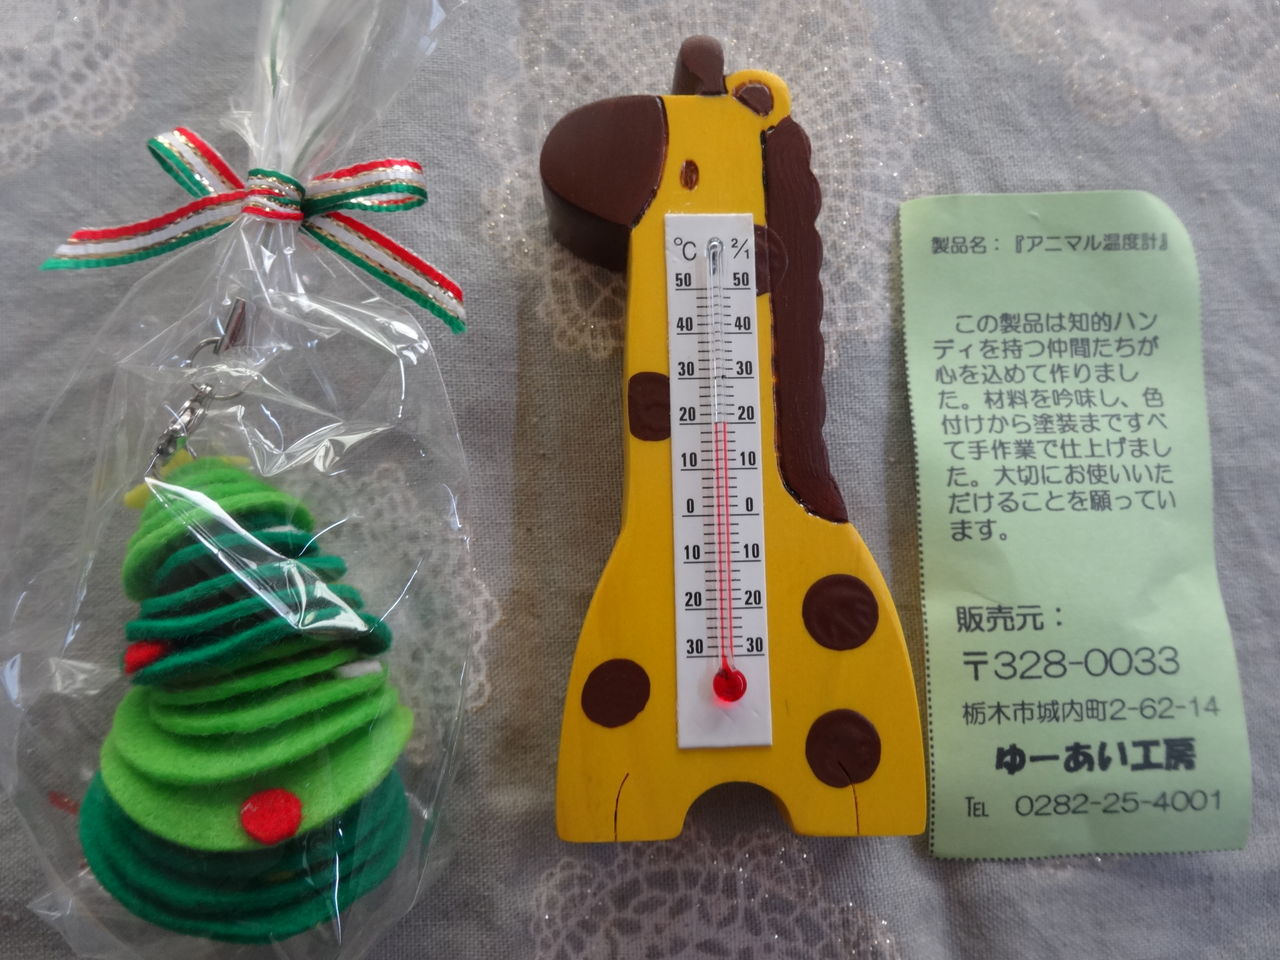 ℃ 2/1
50 50
40 40
30 30
20 20
10 10
0 0
10 10
20 20
30 30
製品名：『アニマル温度計』
この製品は知的ハン
ディを持つ仲間たちが
心を込めて作りまし
た。材料を吟味し、色
付けから塗装まですべ
て手作業で仕上げまし
た。大切にお使いいた
だけることを願ってい
ます。
販売元：
〒328-0033
栃木市城内町2-62-14
ゆーあい工房
TEL 0282-25-4001